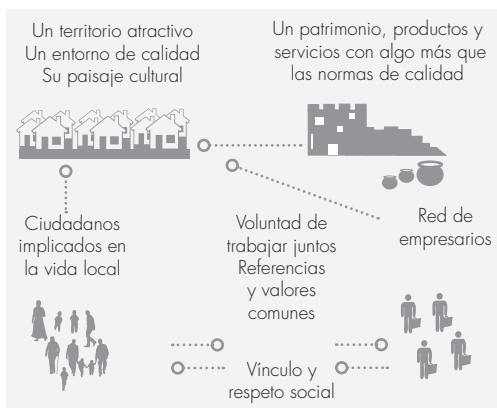 Un territorio atractivo
Un entorno de calidad
Su paisaje cultural
Un patrimonio, productos y
servicios con algo más que
las normas de calidad
Ciudadanos
implicados en
la vida local
Voluntad de
trabajar juntos
Referencias
y valores
comunes
Red de
empresarios
Vínculo y
respeto social